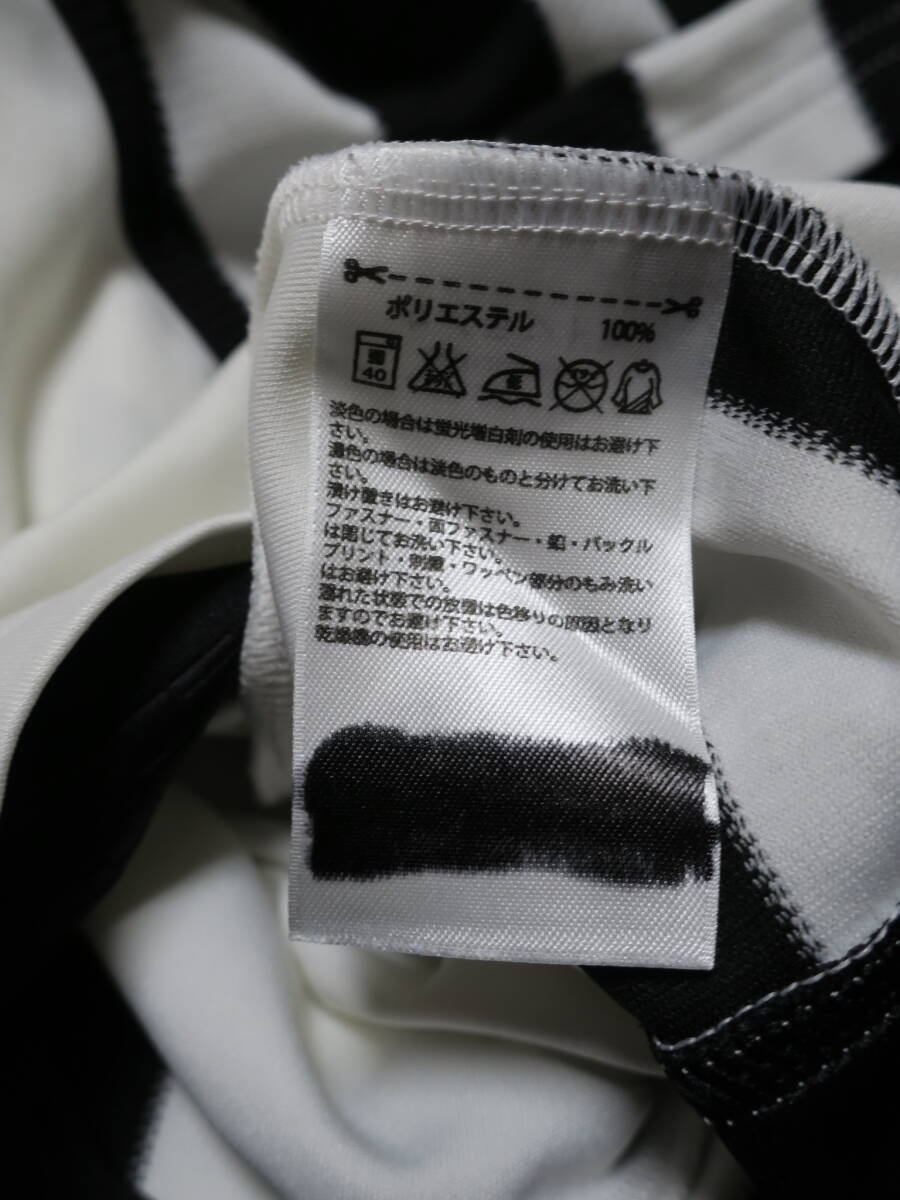 ポリエステル 100%
40
淡色の場合は蛍光増白剤の使用はお避け下
さい。
濃色の場合は淡色のものと分けてお洗い下
さい。
漬け置きはお避け下さい。
ファスナー・面ファスナー・釦・バックル
は閉じてお洗い下さい。
プリント・刺繍・ワッペン部分のもみ洗い
はお避け下さい。
濡れた状態での放置は色移りの原因となり
ますのでお避け下さい。
乾燥機の使用はお避け下さい。